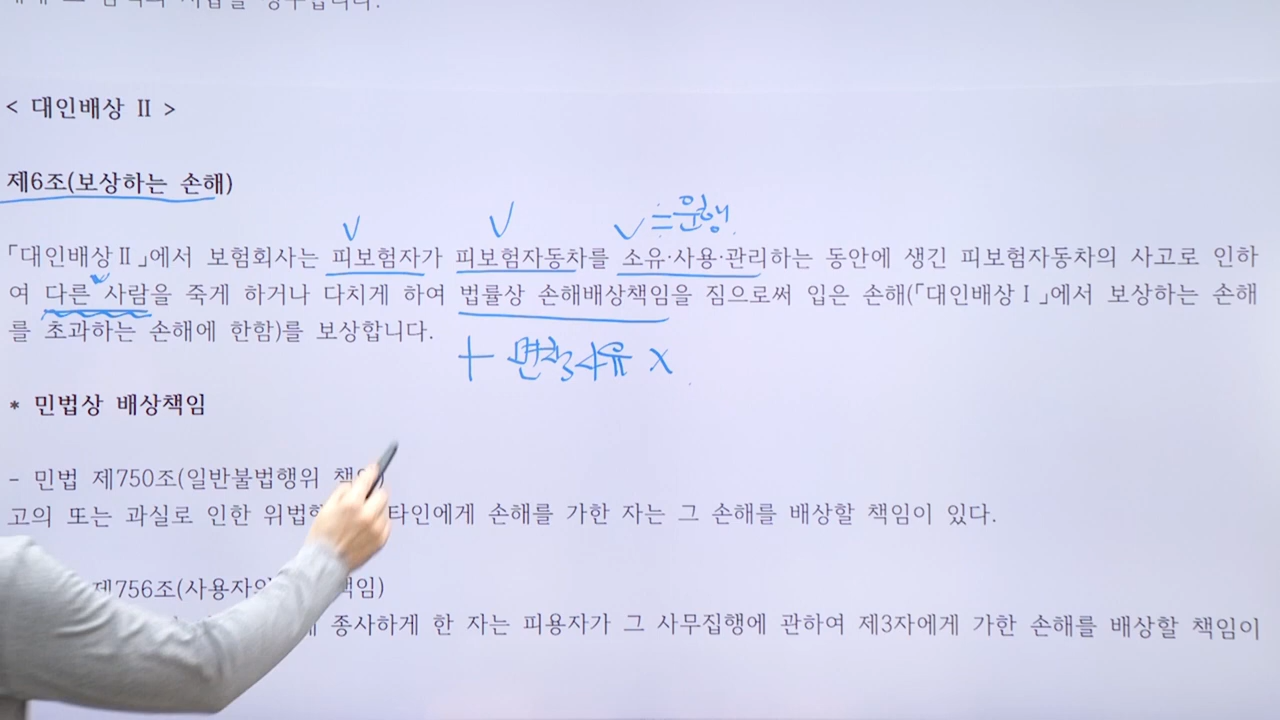 < 대인배상 Ⅱ >
제6조(보상하는 손해)
≒운행
「대인배상Ⅱ」에서 보험회사는 피보험자가 피보험자동차를 소유·사용·관리하는 동안에 생긴 피보험자동차의 사고로 인하
여 다른 사람을 죽게 하거나 다치게 하여 법률상 손해배상책임을 짐으로써 입은 손해(「대인배상Ⅰ」에서 보상하는 손해
를 초과하는 손해에 한함)를 보상합니다.
+ 면책사유 x
* 민법상 배상책임
- 민법 제750조(일반불법행위
고의 또는 과실로 인한 타인에게 손해를 가한 자는 그 손해를 배상할 책임이 있다.
제756조(사용자의 책임)
종사하게 한 자는 피용자가 그 사무집행에 관하여 제3자에게 가한 손해를 배상할 책임이